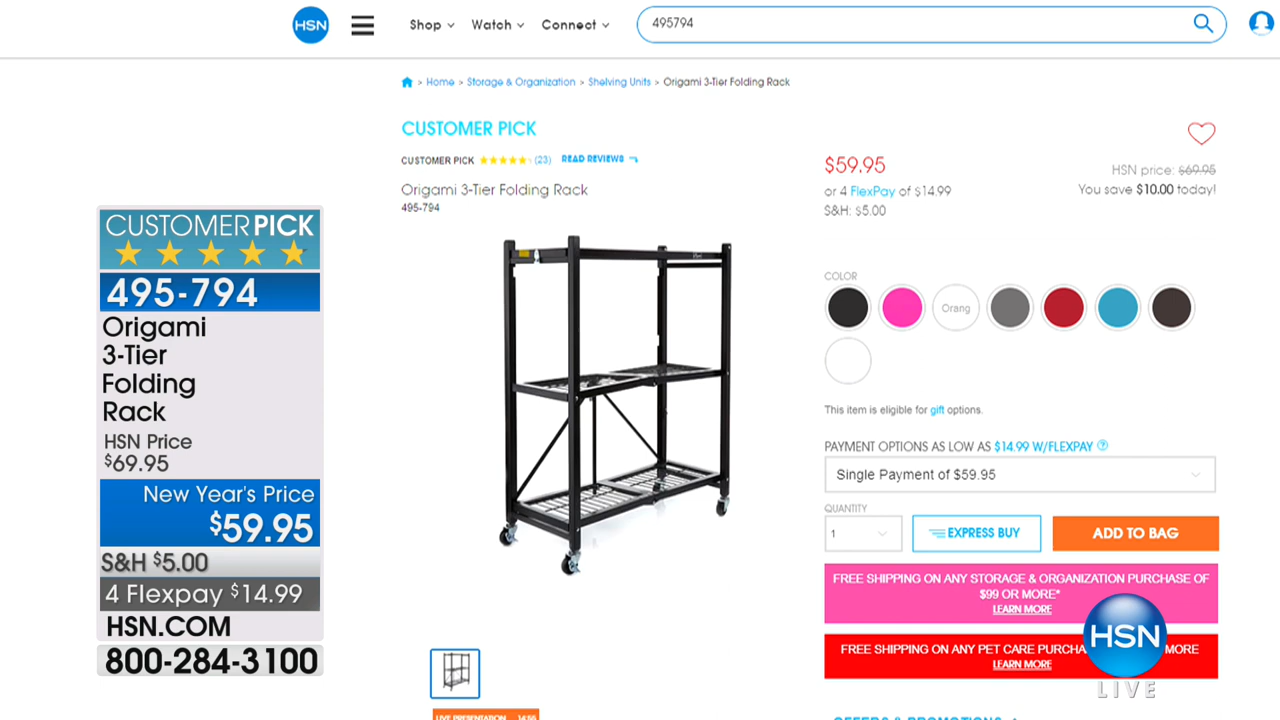 HSN
Shop
Watch
Connect
495794
> Home > Storage & Organization > Shelving Units > Origami 3-Tier Folding Rack
CUSTOMER PICK
CUSTOMER PICK
(23)
READ REVIEWS
Origami 3-Tier Folding Rack
495-794
$59.95
or 4 FlexPay of $14.99
S&H: $5.00
HSN price: $69.95
You save $10.00 today!
COLOR
Orang
This item is eligible for gift options.
PAYMENT OPTIONS AS LOW AS $14.99 W/FLEXPAY ?
Single Payment of $59.95
QUANTITY
1
EXPRESS BUY
ADD TO BAG
FREE SHIPPING ON ANY STORAGE & ORGANIZATION PURCHASE OF
$99 OR MORE*
LEARN MORE
FREE SHIPPING ON ANY PET CARE PURCHA
MORE
LEARN MORE
HSN
LIVE
CUSTOMER PICK
495-794
Origami
3-Tier
Folding
Rack
HSN Price
$69.95
New Year's Price
$59.95
S&H $5.00
4 Flexpay $14.99
HSN.COM
800-284-3100